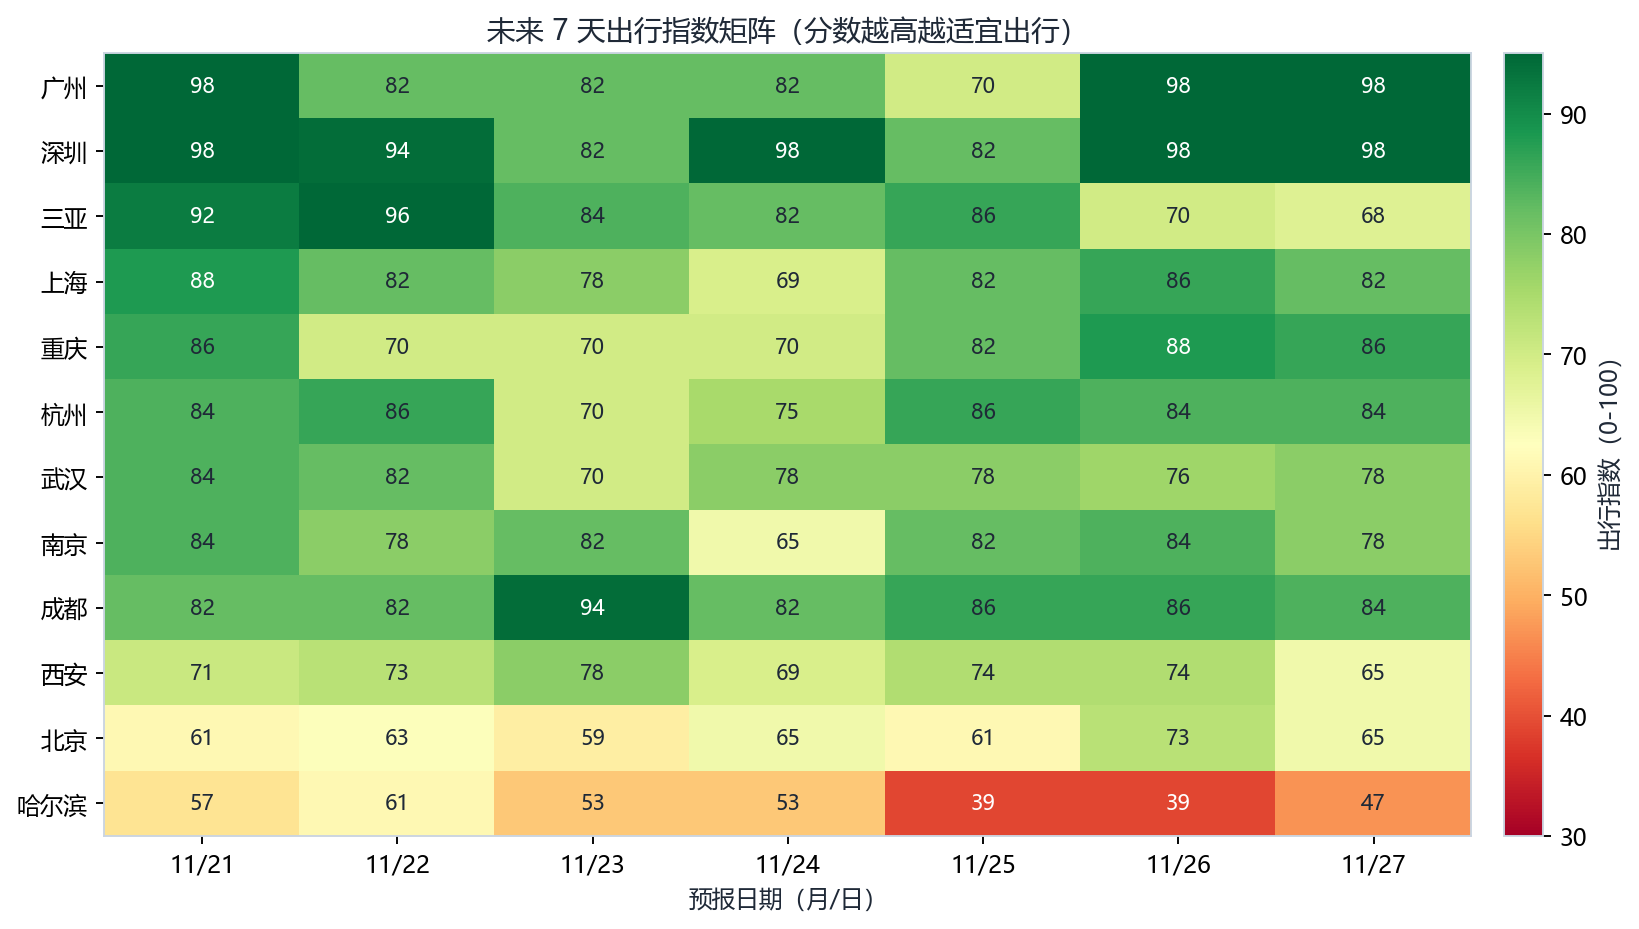 未来 7 天出行指数矩阵（分数越高越适宜出行）
广州 98 82 82 82 70 98 98
深圳 98 94 82 98 82 98 98
三亚 92 96 84 82 86 70 68
上海 88 82 78 69 82 86 82
重庆 86 70 70 70 82 88 86
杭州 84 86 70 75 86 84 84
武汉 84 82 70 78 78 76 78
南京 84 78 82 65 82 84 78
成都 82 82 94 82 86 86 84
西安 71 73 78 69 74 74 65
北京 61 63 59 65 61 73 65
哈尔滨 57 61 53 53 39 39 47
11/21 11/22 11/23 11/24 11/25 11/26 11/27
预报日期（月/日）
90
80
70
60
50
40
30
出行指数（0-100）